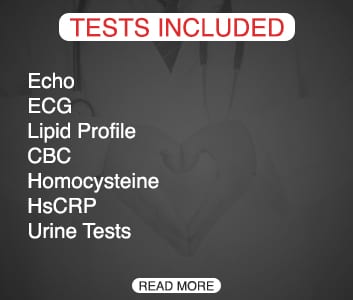 TESTS INCLUDED
Echo
ECG
Lipid Profile
CBC
Homocysteine
HsCRP
Urine Tests
READ MORE